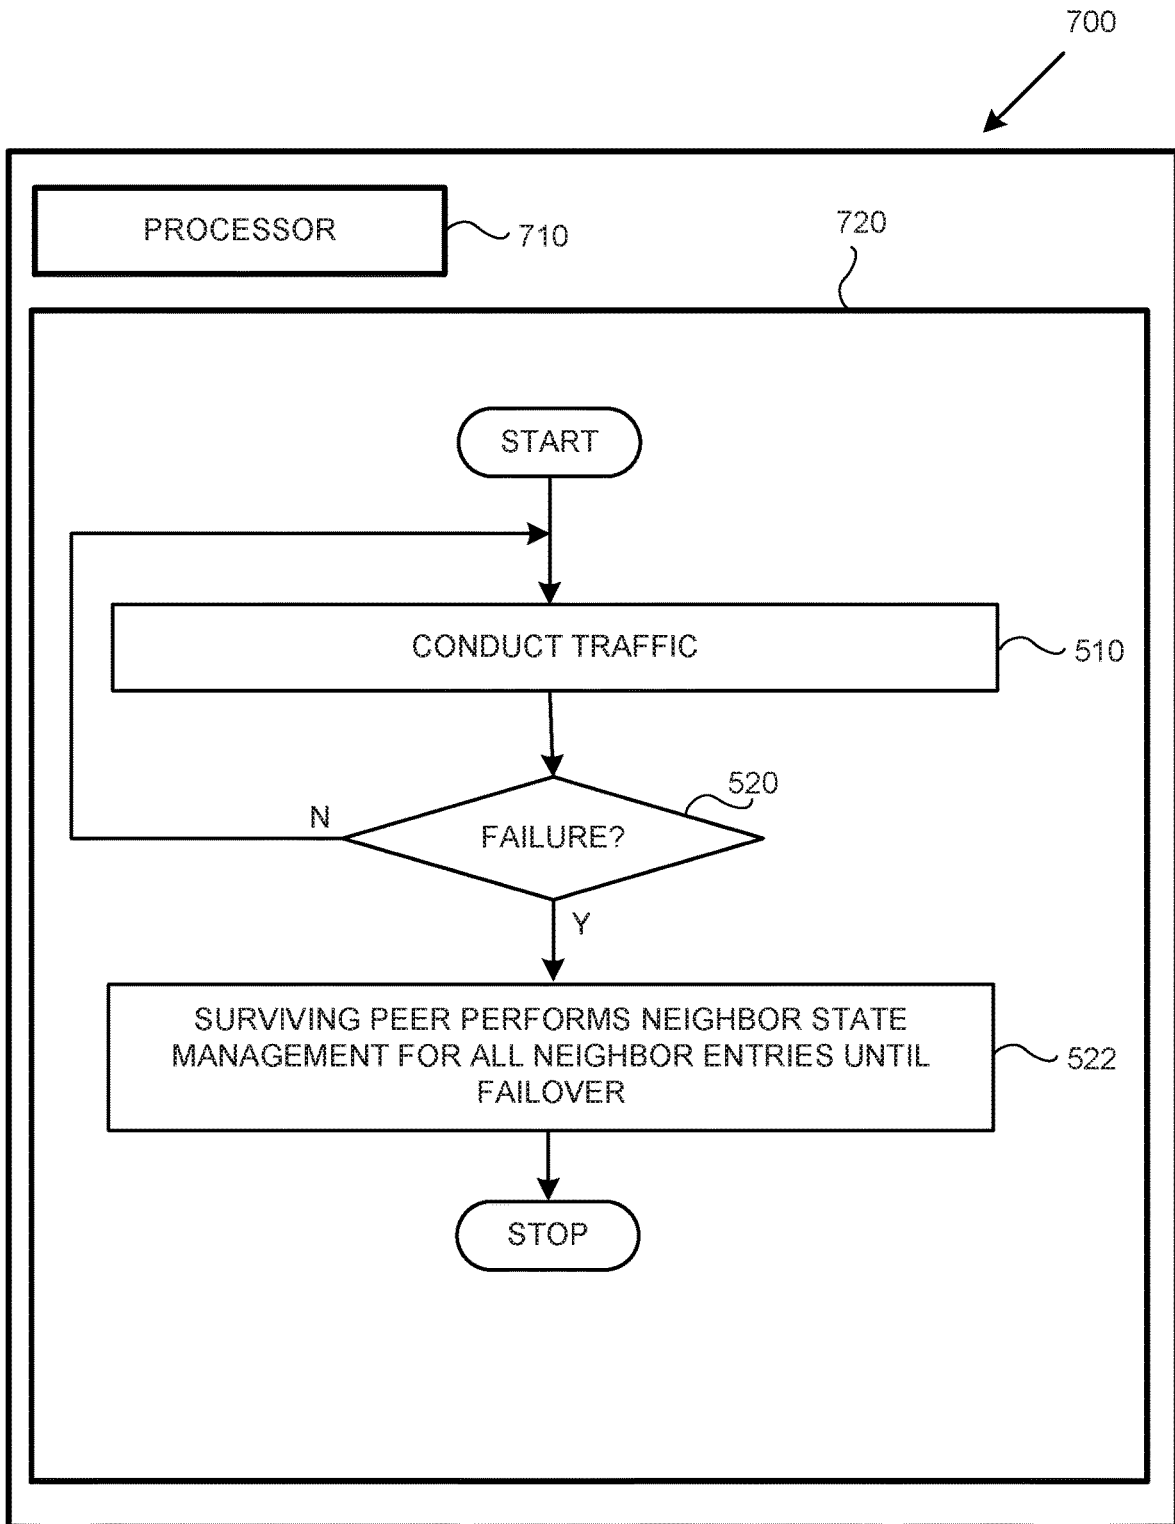 700
PROCESSOR
710
720
START
CONDUCT TRAFFIC
510
520
N
FAILURE?
Y
SURVIVING PEER PERFORMS NEIGHBOR STATE
MANAGEMENT FOR ALL NEIGHBOR ENTRIES UNTIL
FAILOVER
522
STOP